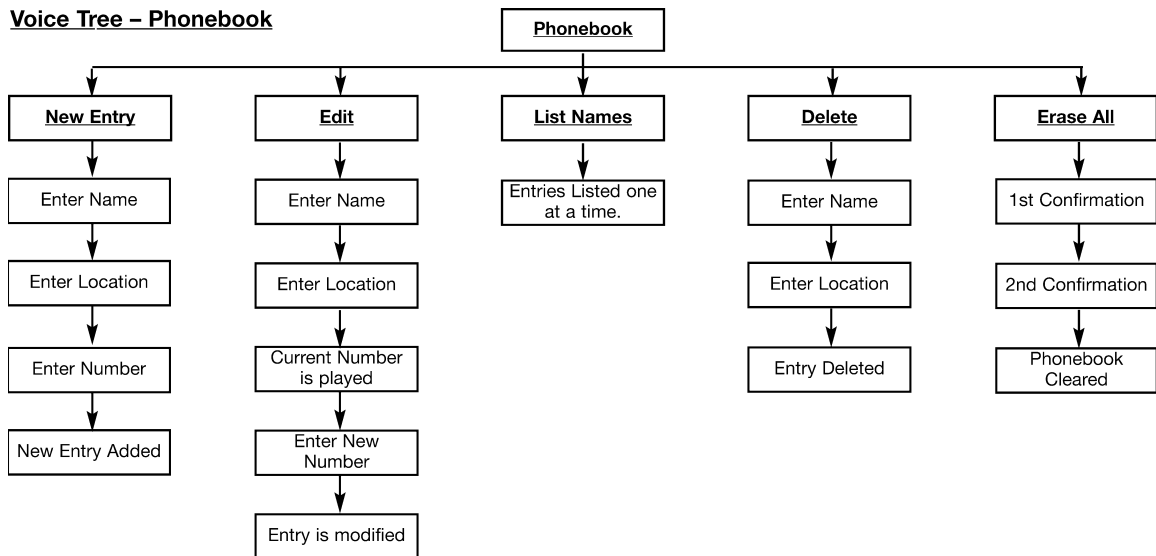 Voice Tree – Phonebook
Phonebook
New Entry
Enter Name
Enter Location
Enter Number
New Entry Added
Edit
Enter Name
Enter Location
Current Number
is played
Enter New
Number
Entry is modified
List Names
Entries Listed one
at a time.
Delete
Enter Name
Enter Location
Entry Deleted
Erase All
1st Confirmation
2nd Confirmation
Phonebook
Cleared